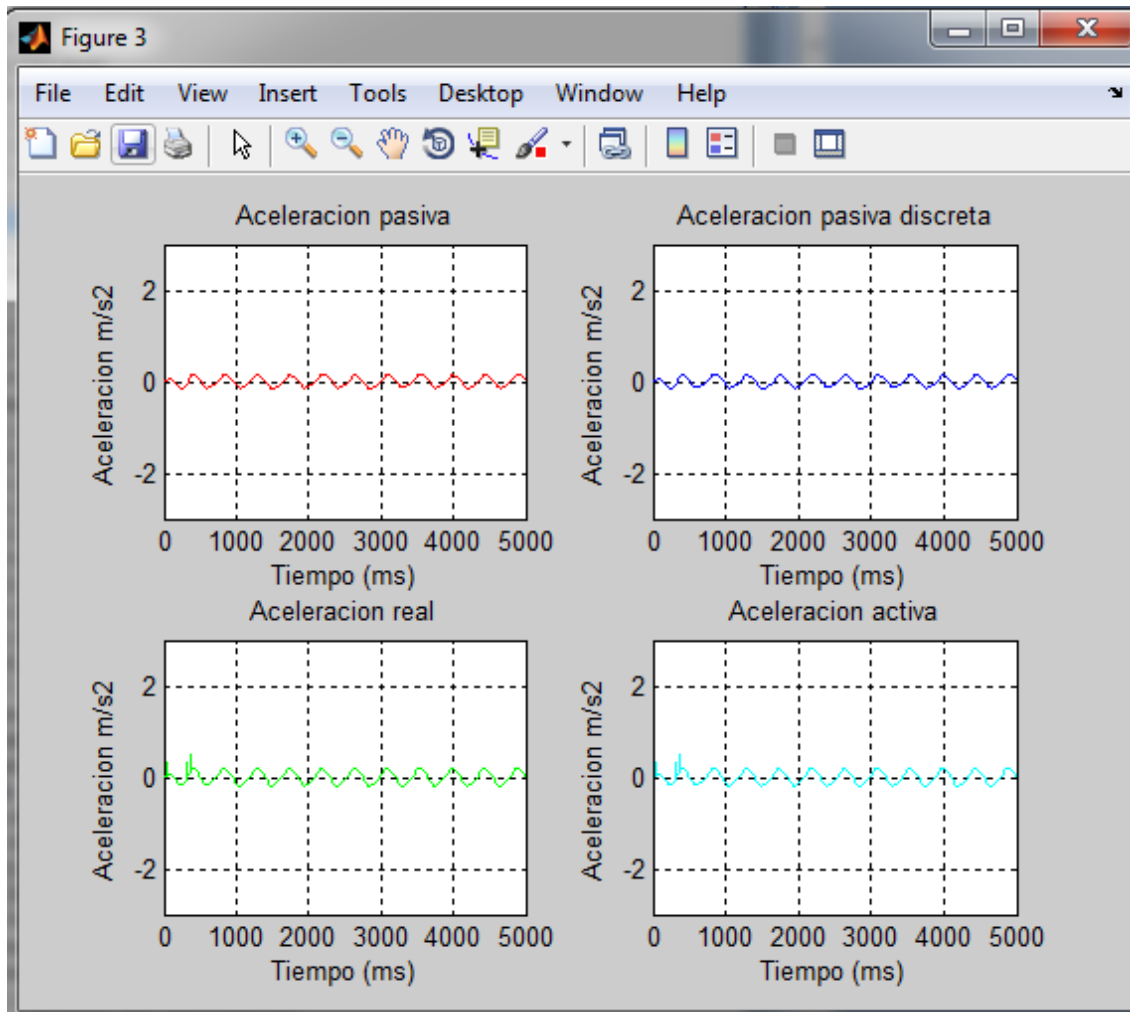 Figure 3
File Edit View Insert Tools Desktop Window Help
Aceleracion pasiva
Aceleracion m/s2
2
0
-2
0 1000 2000 3000 4000 5000
Tiempo (ms)
Aceleracion pasiva discreta
Aceleracion m/s2
2
0
-2
0 1000 2000 3000 4000 5000
Tiempo (ms)
Aceleracion real
Aceleracion m/s2
2
0
-2
0 1000 2000 3000 4000 5000
Tiempo (ms)
Aceleracion activa
Aceleracion m/s2
2
0
-2
0 1000 2000 3000 4000 5000
Tiempo (ms)